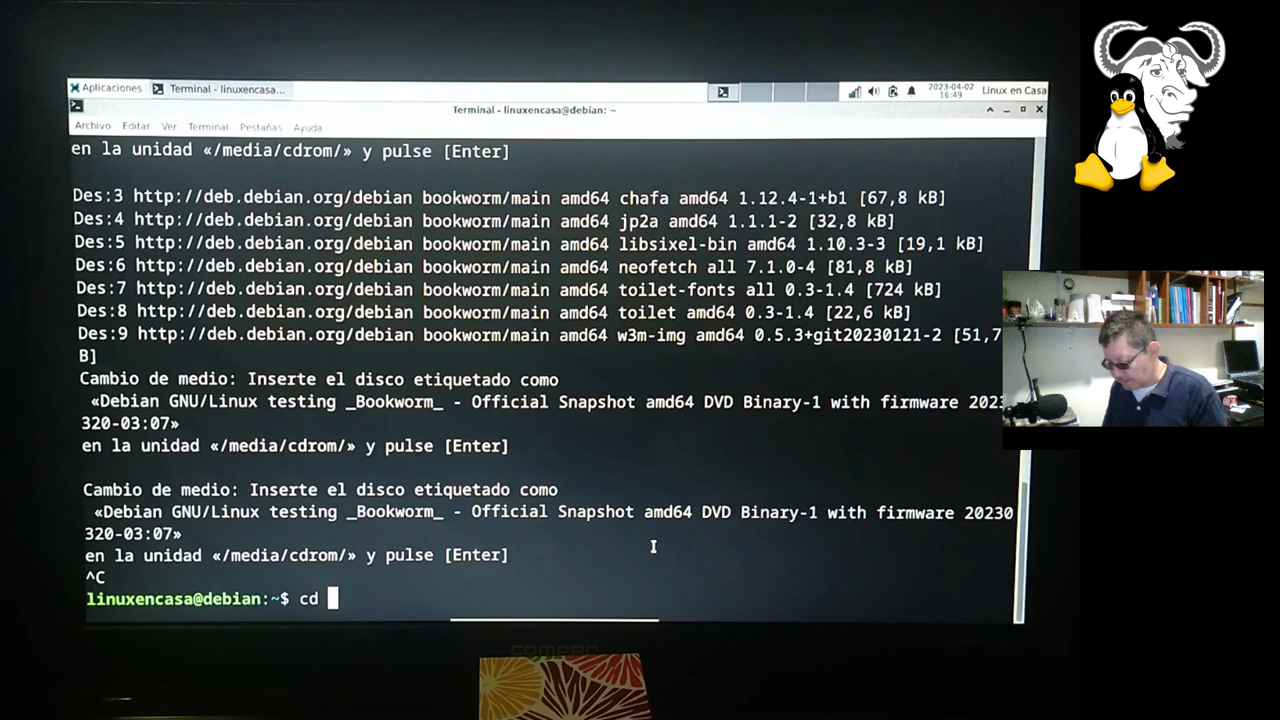 Aplicaciones
Terminal - linuxencasa...
2023-04-02
16:49
Linux en Casa
Terminal - linuxencasa@debian: ~
Archivo Editar Ver Terminal Pestañas Ayuda
en la unidad «/media/cdrom/» y pulse [Enter]
Des:3 http://deb.debian.org/debian bookworm/main amd64 chafa amd64 1.12.4-1+b1 [67,8 kB]
Des:4 http://deb.debian.org/debian bookworm/main amd64 jp2a amd64 1.1.1-2 [32,8 kB]
Des:5 http://deb.debian.org/debian bookworm/main amd64 libsixel-bin amd64 1.10.3-3 [19,1 kB]
Des:6 http://deb.debian.org/debian bookworm/main amd64 neofetch all 7.1.0-4 [81,8 kB]
Des:7 http://deb.debian.org/debian bookworm/main amd64 toilet-fonts all 0.3-1.4 [724 kB]
Des:8 http://deb.debian.org/debian bookworm/main amd64 toilet amd64 0.3-1.4 [22,6 kB]
Des:9 http://deb.debian.org/debian bookworm/main amd64 w3m-img amd64 0.5.3+git20230121-2 [51,7
B]
Cambio de medio: Inserte el disco etiquetado como
«Debian GNU/Linux testing _Bookworm_ - Official Snapshot amd64 DVD Binary-1 with firmware 2023
320-03:07»
en la unidad «/media/cdrom/» y pulse [Enter]
Cambio de medio: Inserte el disco etiquetado como
«Debian GNU/Linux testing _Bookworm_ - Official Snapshot amd64 DVD Binary-1 with firmware 20230
320-03:07»
en la unidad «/media/cdrom/» y pulse [Enter]
^C
linuxencasa@debian:~$ cd
COMPAQ